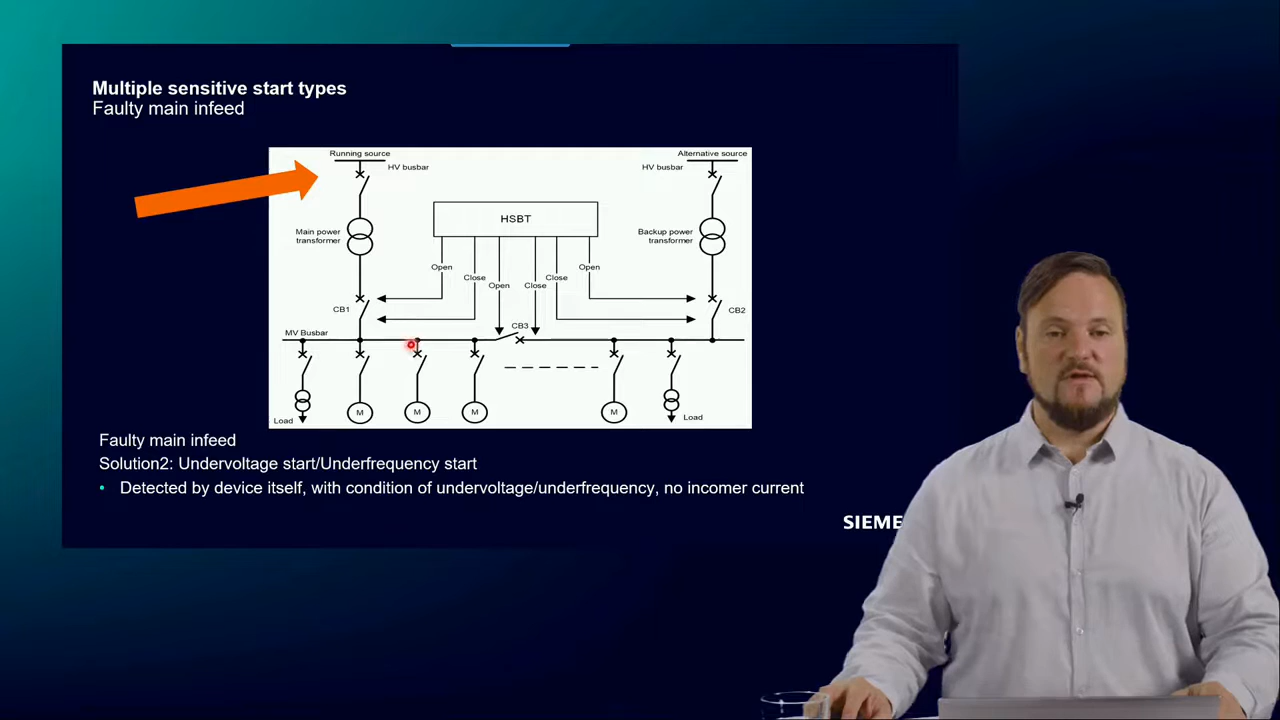 Multiple sensitive start types
Faulty main infeed
Running source
HV busbar
Alternative source
HV busbar
HSBT
Main power
transformer
Backup power
transformer
Open
Close
Open
Close
Close
Open
CB1
CB2
CB3
MV Busbar
M
M
M
M
Load
Load
Faulty main infeed
Solution2: Undervoltage start/Underfrequency start
• Detected by device itself, with condition of undervoltage/underfrequency, no incomer current
SIEME